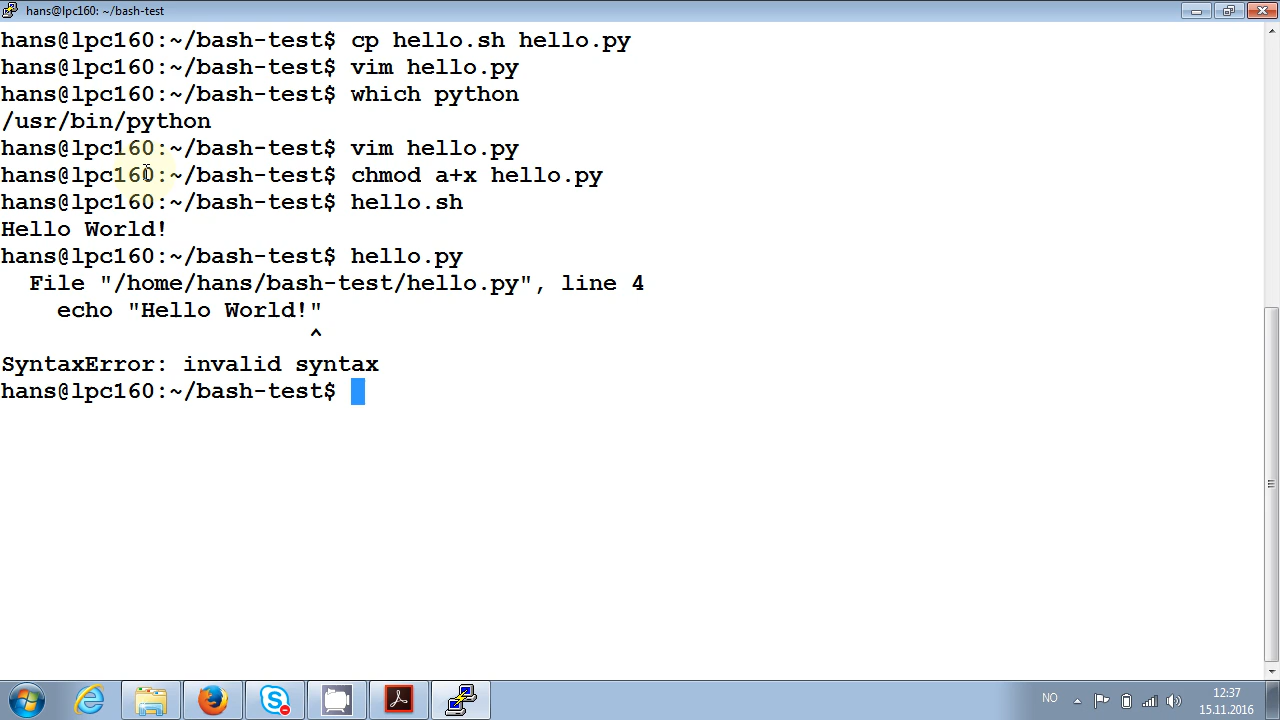 hans@lpc160: ~/bash-test
hans@lpc160:~/bash-test$ cp hello.sh hello.py
hans@lpc160:~/bash-test$ vim hello.py
hans@lpc160:~/bash-test$ which python
/usr/bin/python
hans@lpc160:~/bash-test$ vim hello.py
hans@lpc160:~/bash-test$ chmod a+x hello.py
hans@lpc160:~/bash-test$ hello.sh
Hello World!
hans@lpc160:~/bash-test$ hello.py
  File "/home/hans/bash-test/hello.py", line 4
    echo "Hello World!"
                      ^
SyntaxError: invalid syntax
hans@lpc160:~/bash-test$
NO
12:37
15.11.2016